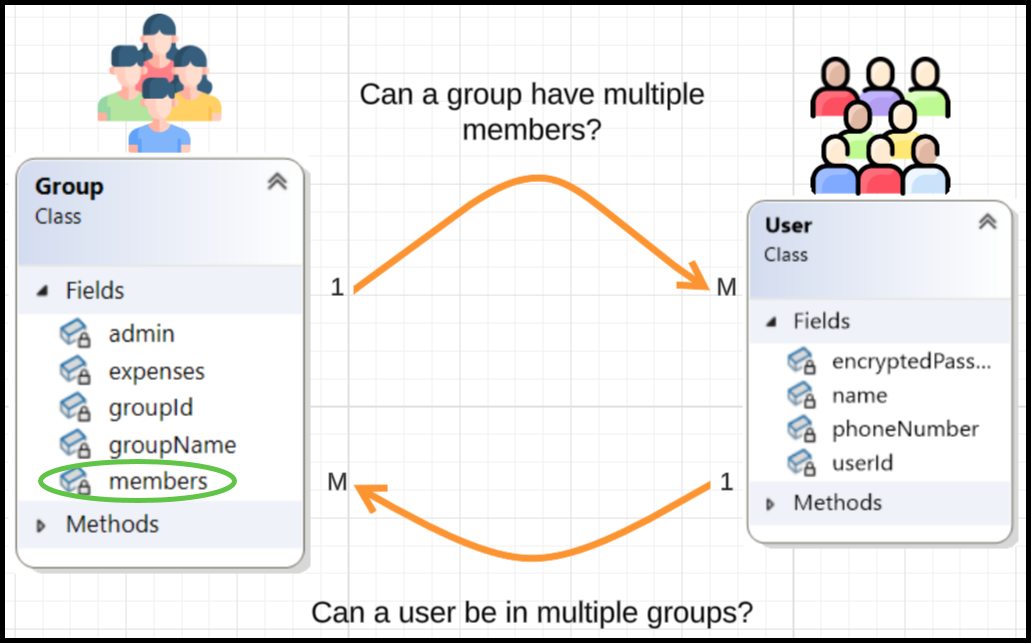 Can a group have multiple
members?
Group
Class
Fields
admin
expenses
groupId
groupName
members
Methods
1
M
M
1
User
Class
Fields
encryptedPass...
name
phoneNumber
userId
Methods
Can a user be in multiple groups?